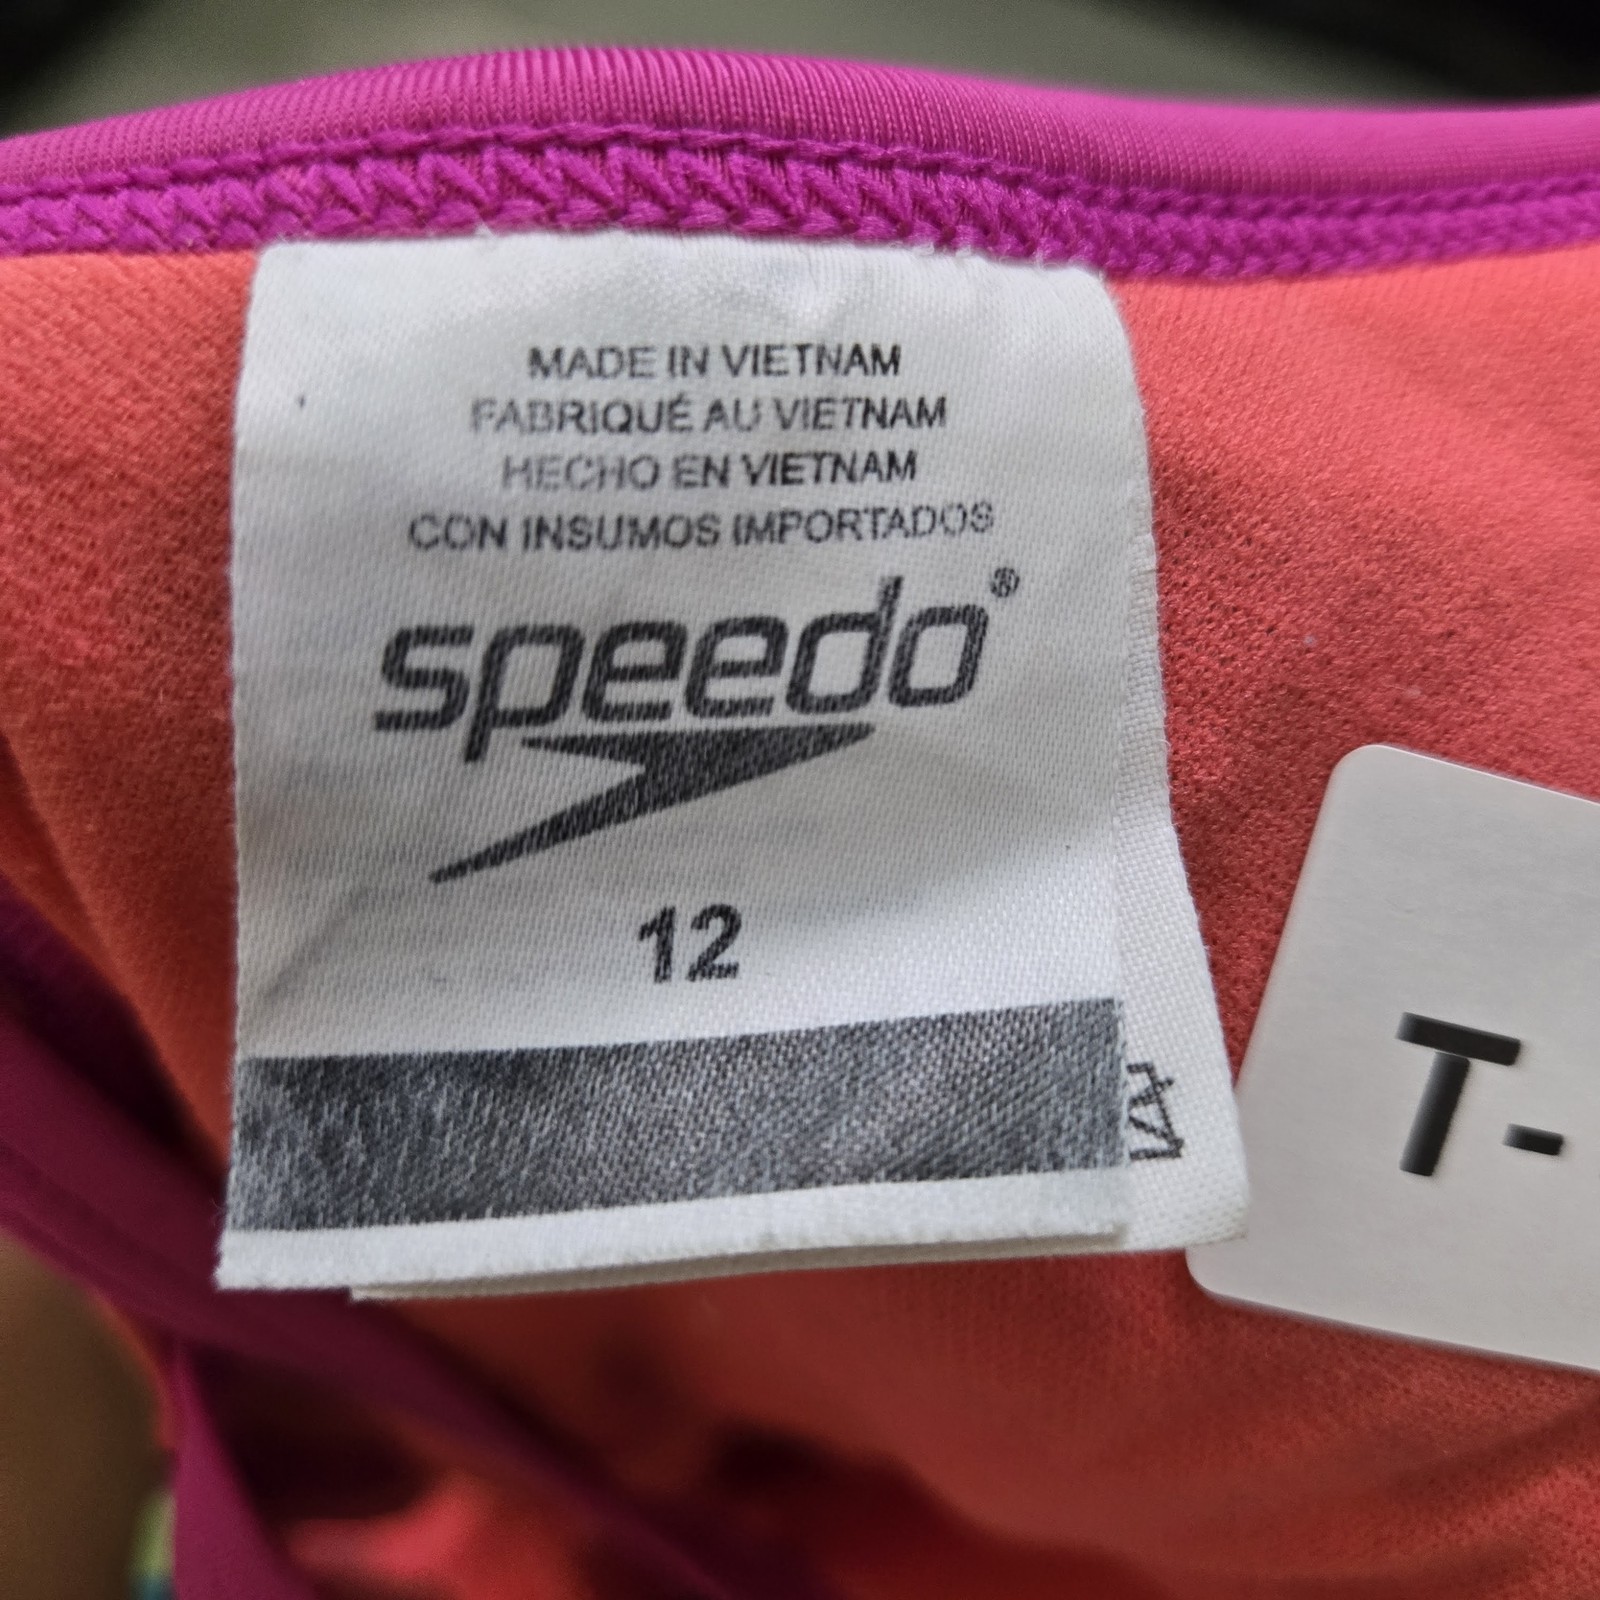 MADE IN VIETNAM
FABRIQUÉ AU VIETNAM
HECHO EN VIETNAM
CON INSUMOS IMPORTADOS
speedo®
12
T-